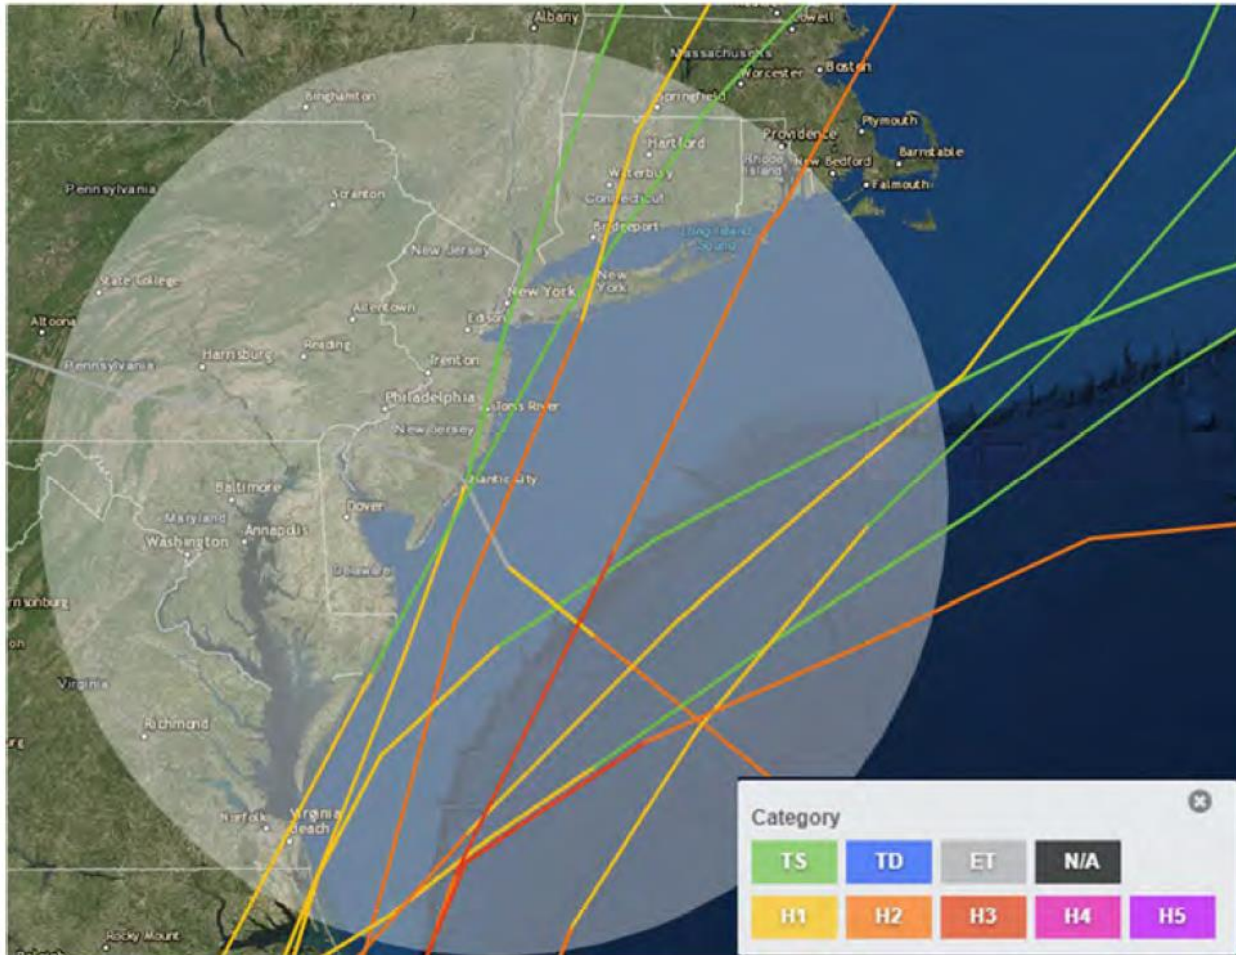 Albany
Lowell
Massachusetts
Boston
Worcester
Binghamton
Springfield
Plymouth
Providence
Hartford
New Bedford
Barnstable
Rhode
Island
Waterbury
Falmouth
Pennsylvania
Scranton
Connecticut
Bridgeport
Long Island
Sound
New Jersey
New
York
State College
New York
Allentown
Edison
Altoona
Reading
Harrisburg
Trenton
Pennsylvania
Philadelphia
Toms River
New Jersey
Atlantic City
Baltimore
Dover
Maryland
Annapolis
Washington
Delaware
Virginia
Richmond
Norfolk
Virginia
Beach
Rocky Mount
Category
TS TD ET N/A
H1 H2 H3 H4 H5